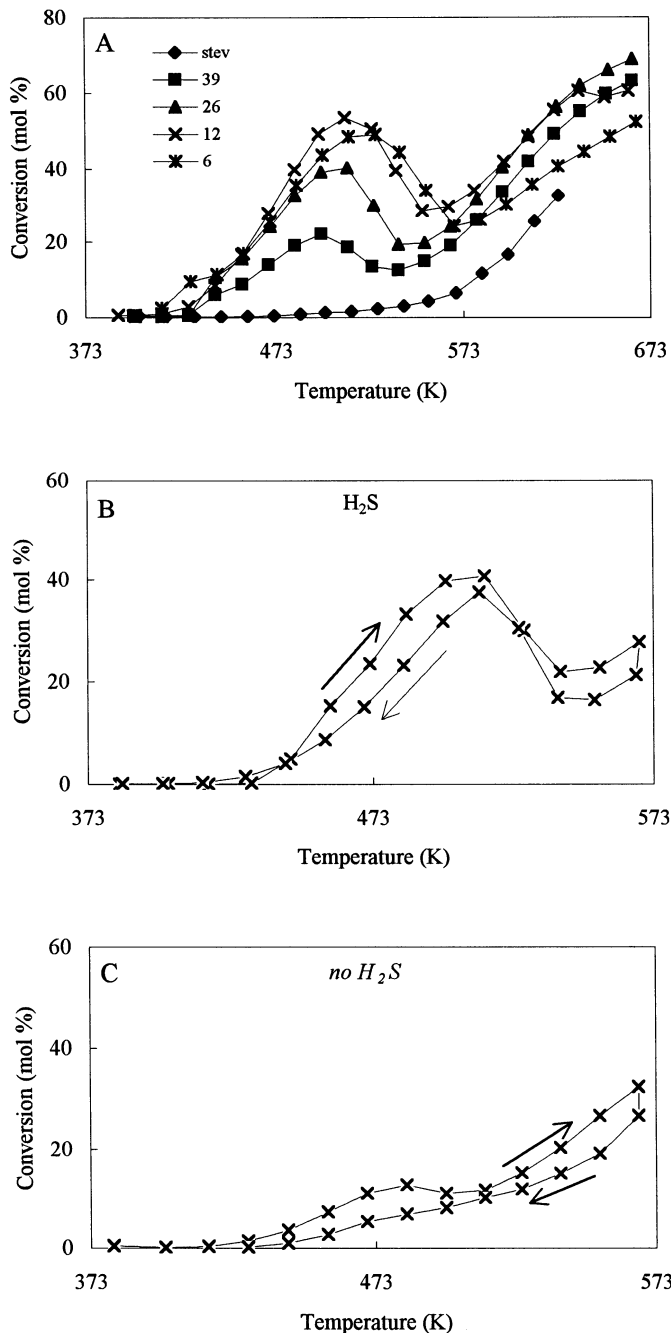 A
stev
39
26
12
6
80
60
40
20
0
Conversion (mol %)
373 473 573 673
Temperature (K)
B
H₂S
60
40
20
0
Conversion (mol %)
373 473 573
Temperature (K)
C
no H₂S
60
40
20
0
Conversion (mol %)
373 473 573
Temperature (K)